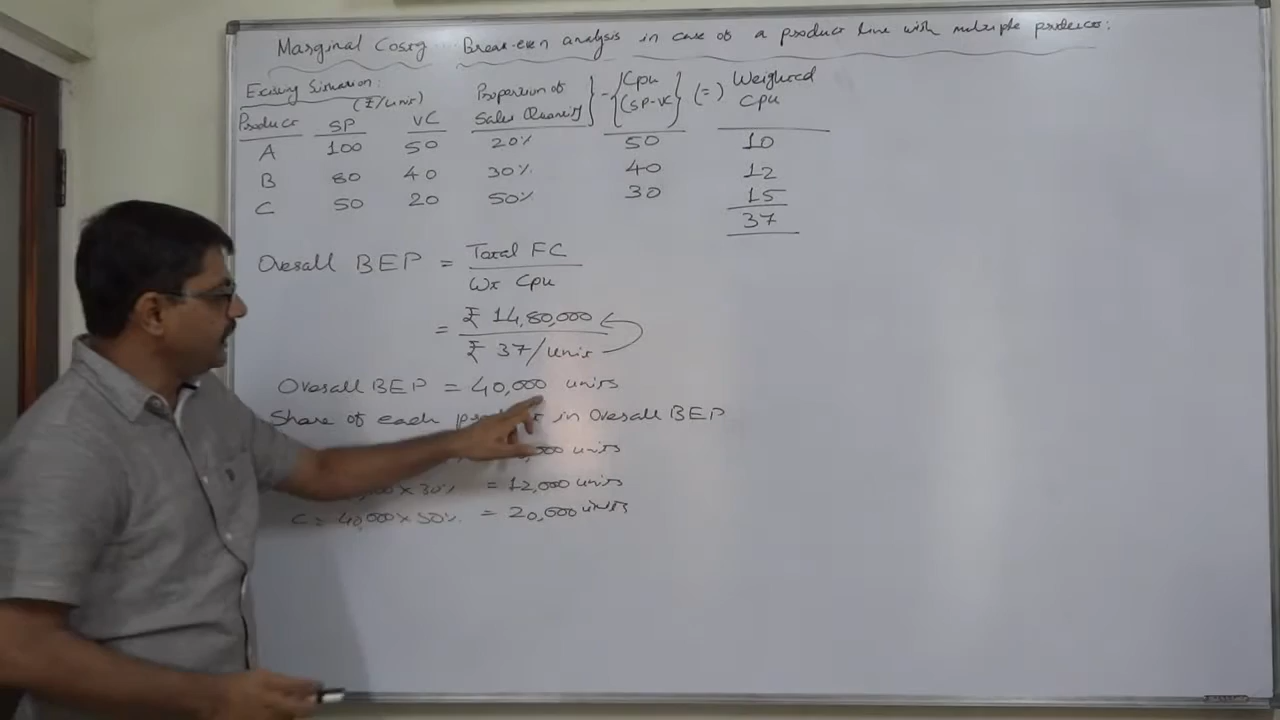 Marginal Costg Break-even analysis in case of a product line with multiple products:
Existing Situation:
(₹/unit)
Product SP VC Proportion of Sales Quantity} - {Cpu (SP-VC} (=) Weighted Cpu
A 100 50 20% 50 10
B 80 40 30% 40 12
C 50 20 50% 30 15
37
Overall BEP = Total FC
Wt Cpu
= ₹ 14,80,000
₹ 37/unit
Overall BEP = 40,000 units
Share of each in Overall BEP
,000 units
× 30% = 12,000 units
C = 40,000 × 50% = 20,000 units